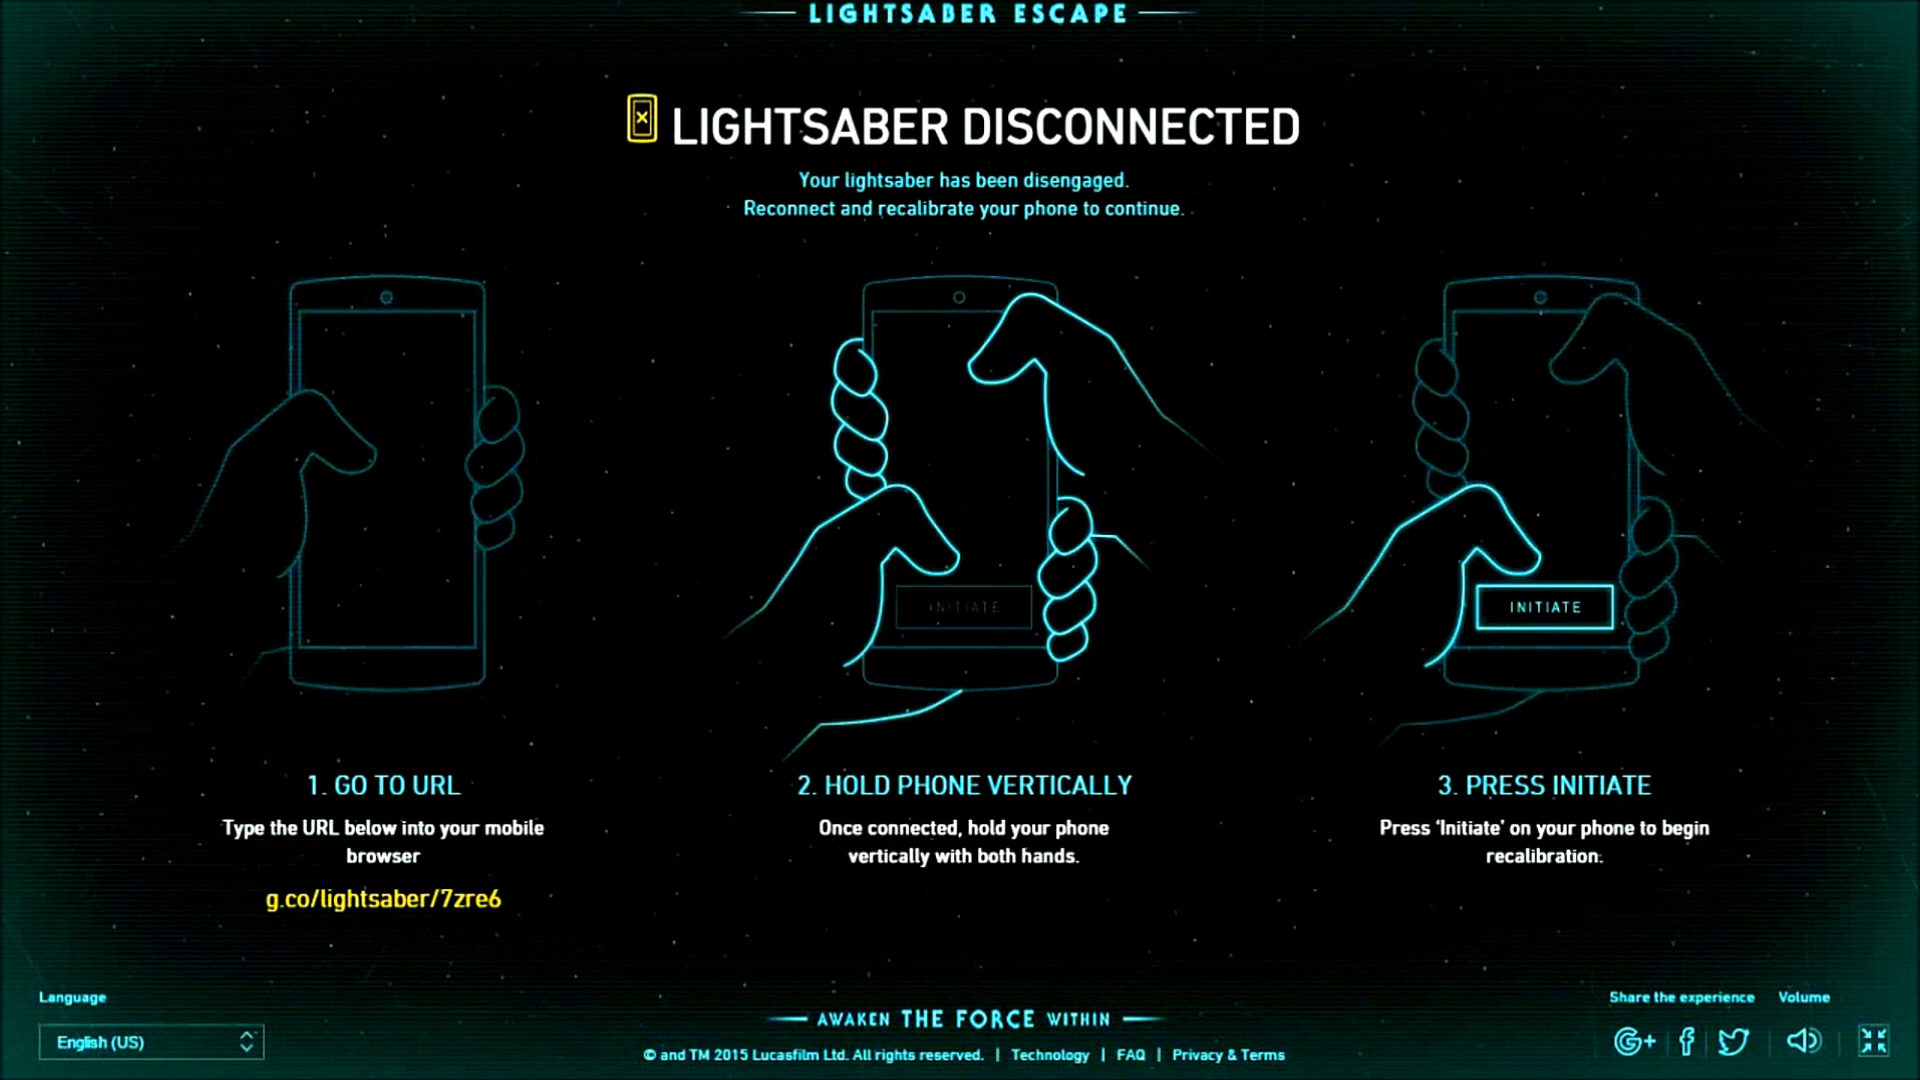 LIGHTSABER ESCAPE
LIGHTSABER DISCONNECTED
Your lightsaber has been disengaged.
Reconnect and recalibrate your phone to continue.
INITIATE
INITIATE
1. GO TO URL
Type the URL below into your mobile
browser
g.co/lightsaber/7zre6
2. HOLD PHONE VERTICALLY
Once connected, hold your phone
vertically with both hands.
3. PRESS INITIATE
Press ‘Initiate’ on your phone to begin
recalibration.
Language
English (US)
AWAKEN THE FORCE WITHIN
© and TM 2015 Lucasfilm Ltd. All rights reserved. | Technology | FAQ | Privacy & Terms
Share the experience
Volume
G+